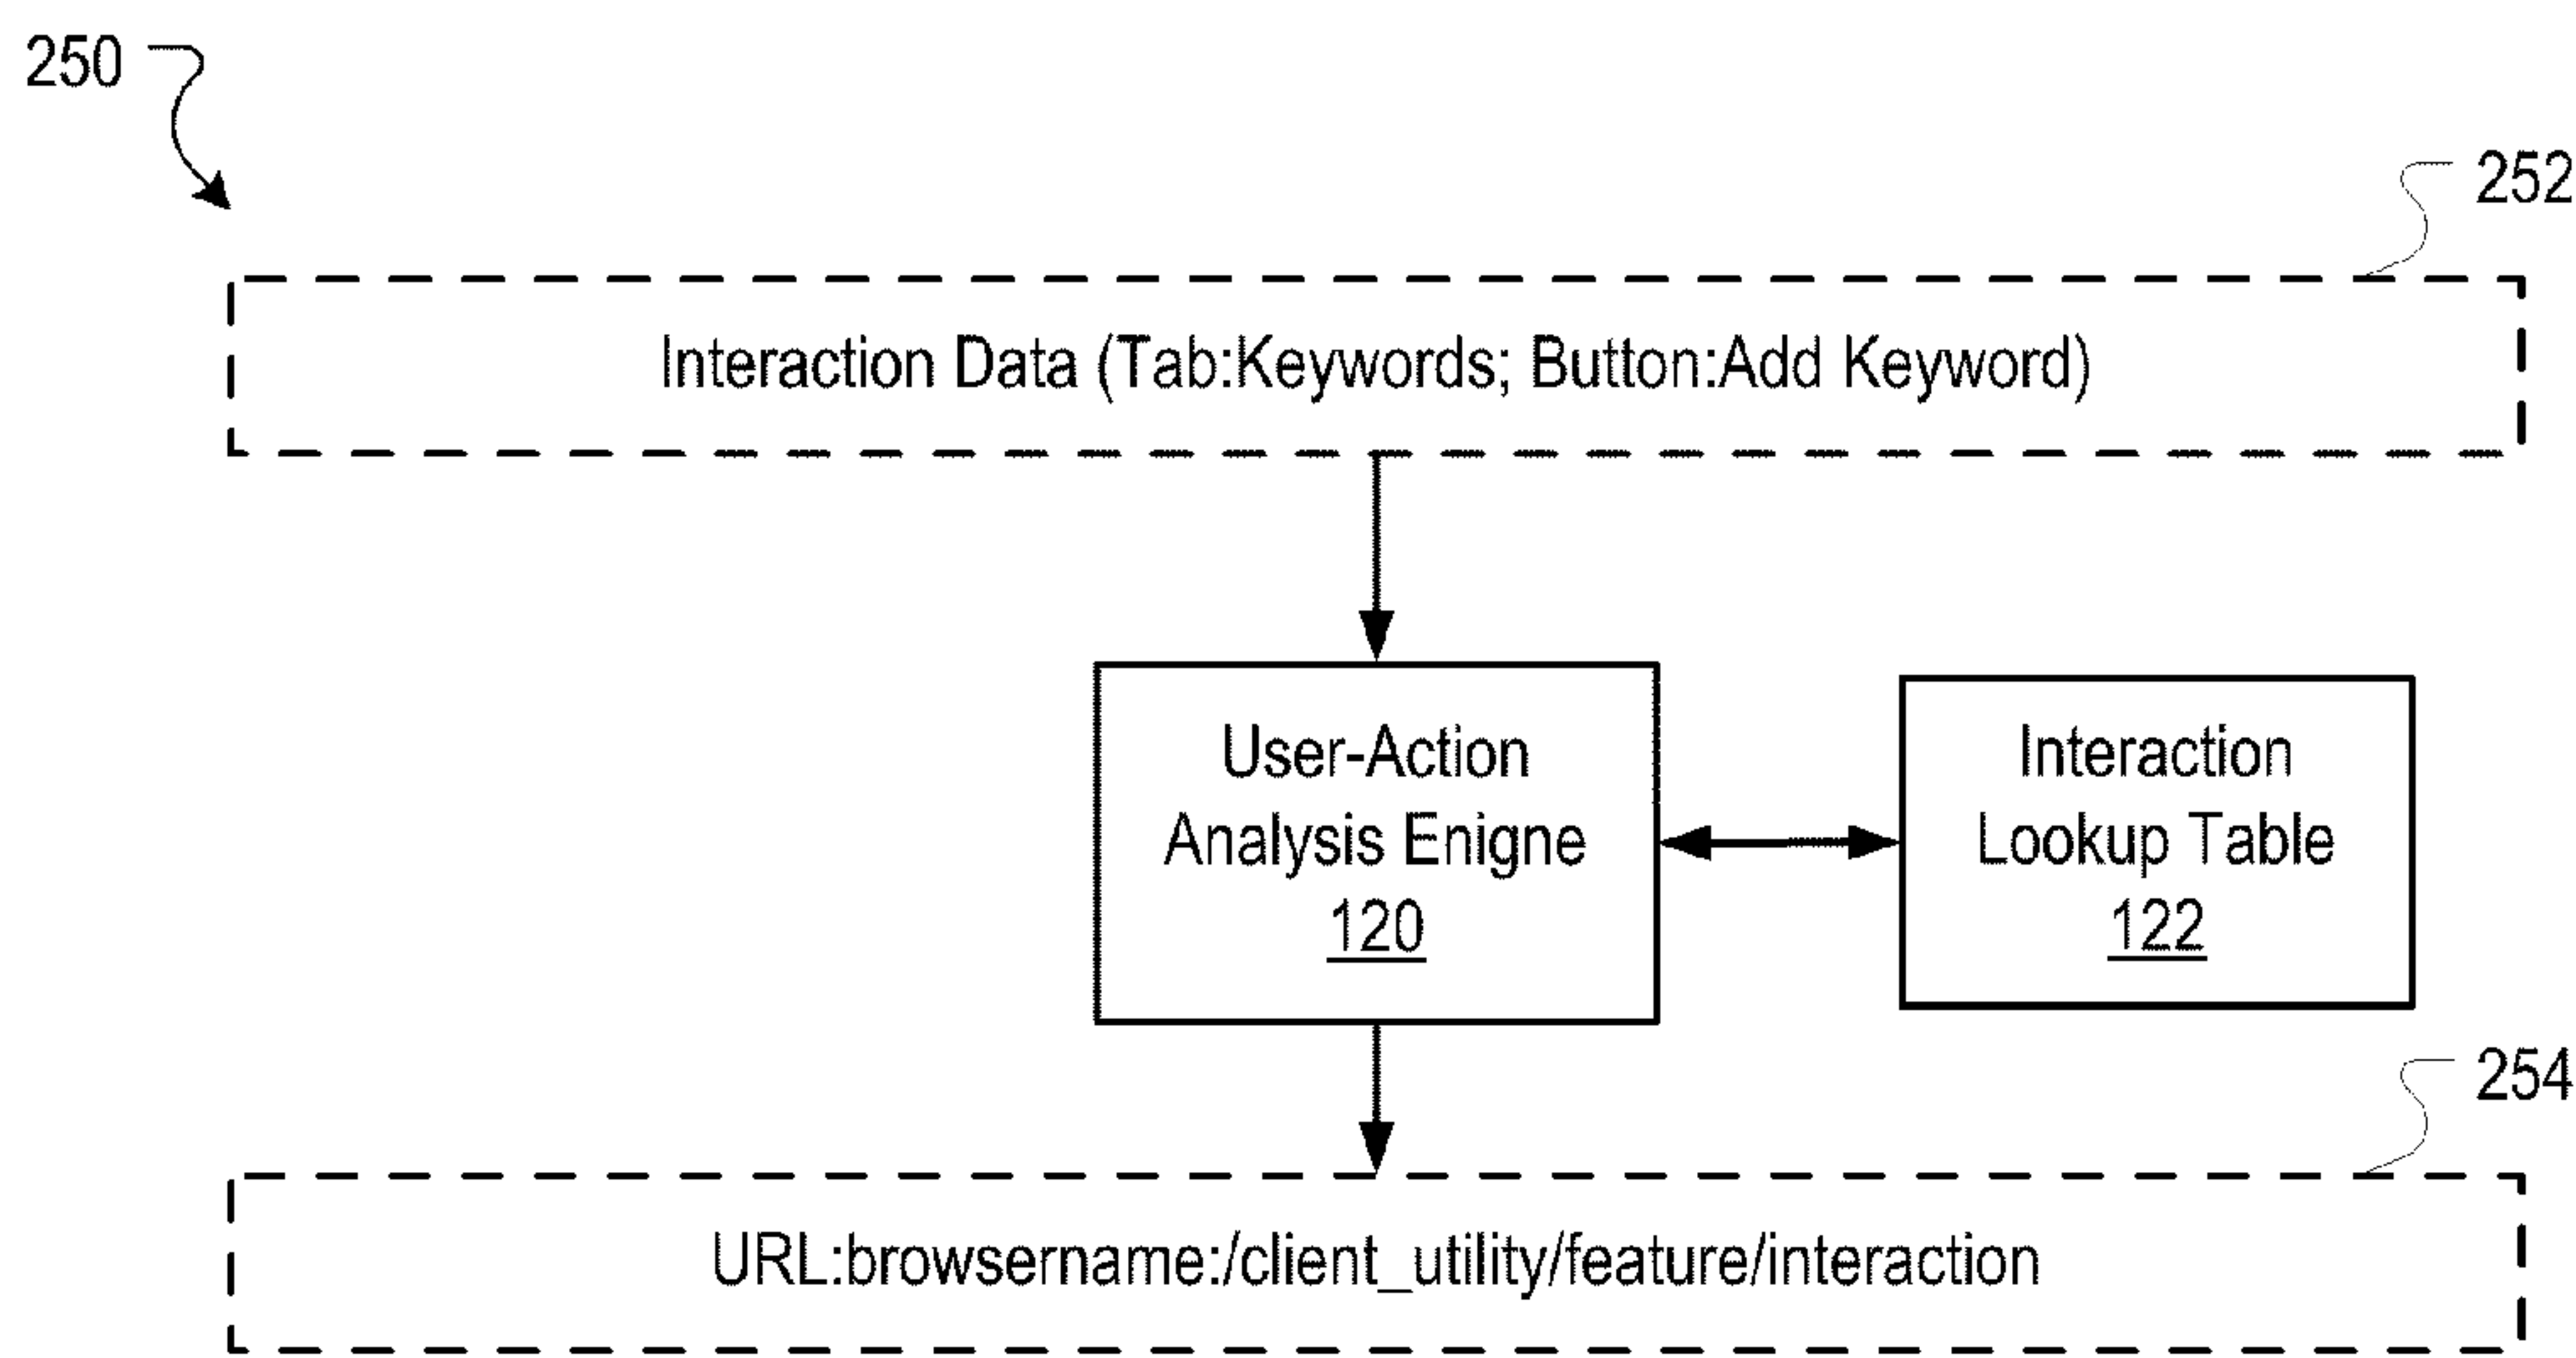 250
252
Interaction Data (Tab:Keywords; Button:Add Keyword)
User-Action
Analysis Enigne
120
Interaction
Lookup Table
122
254
URL:browsername:/client_utility/feature/interaction